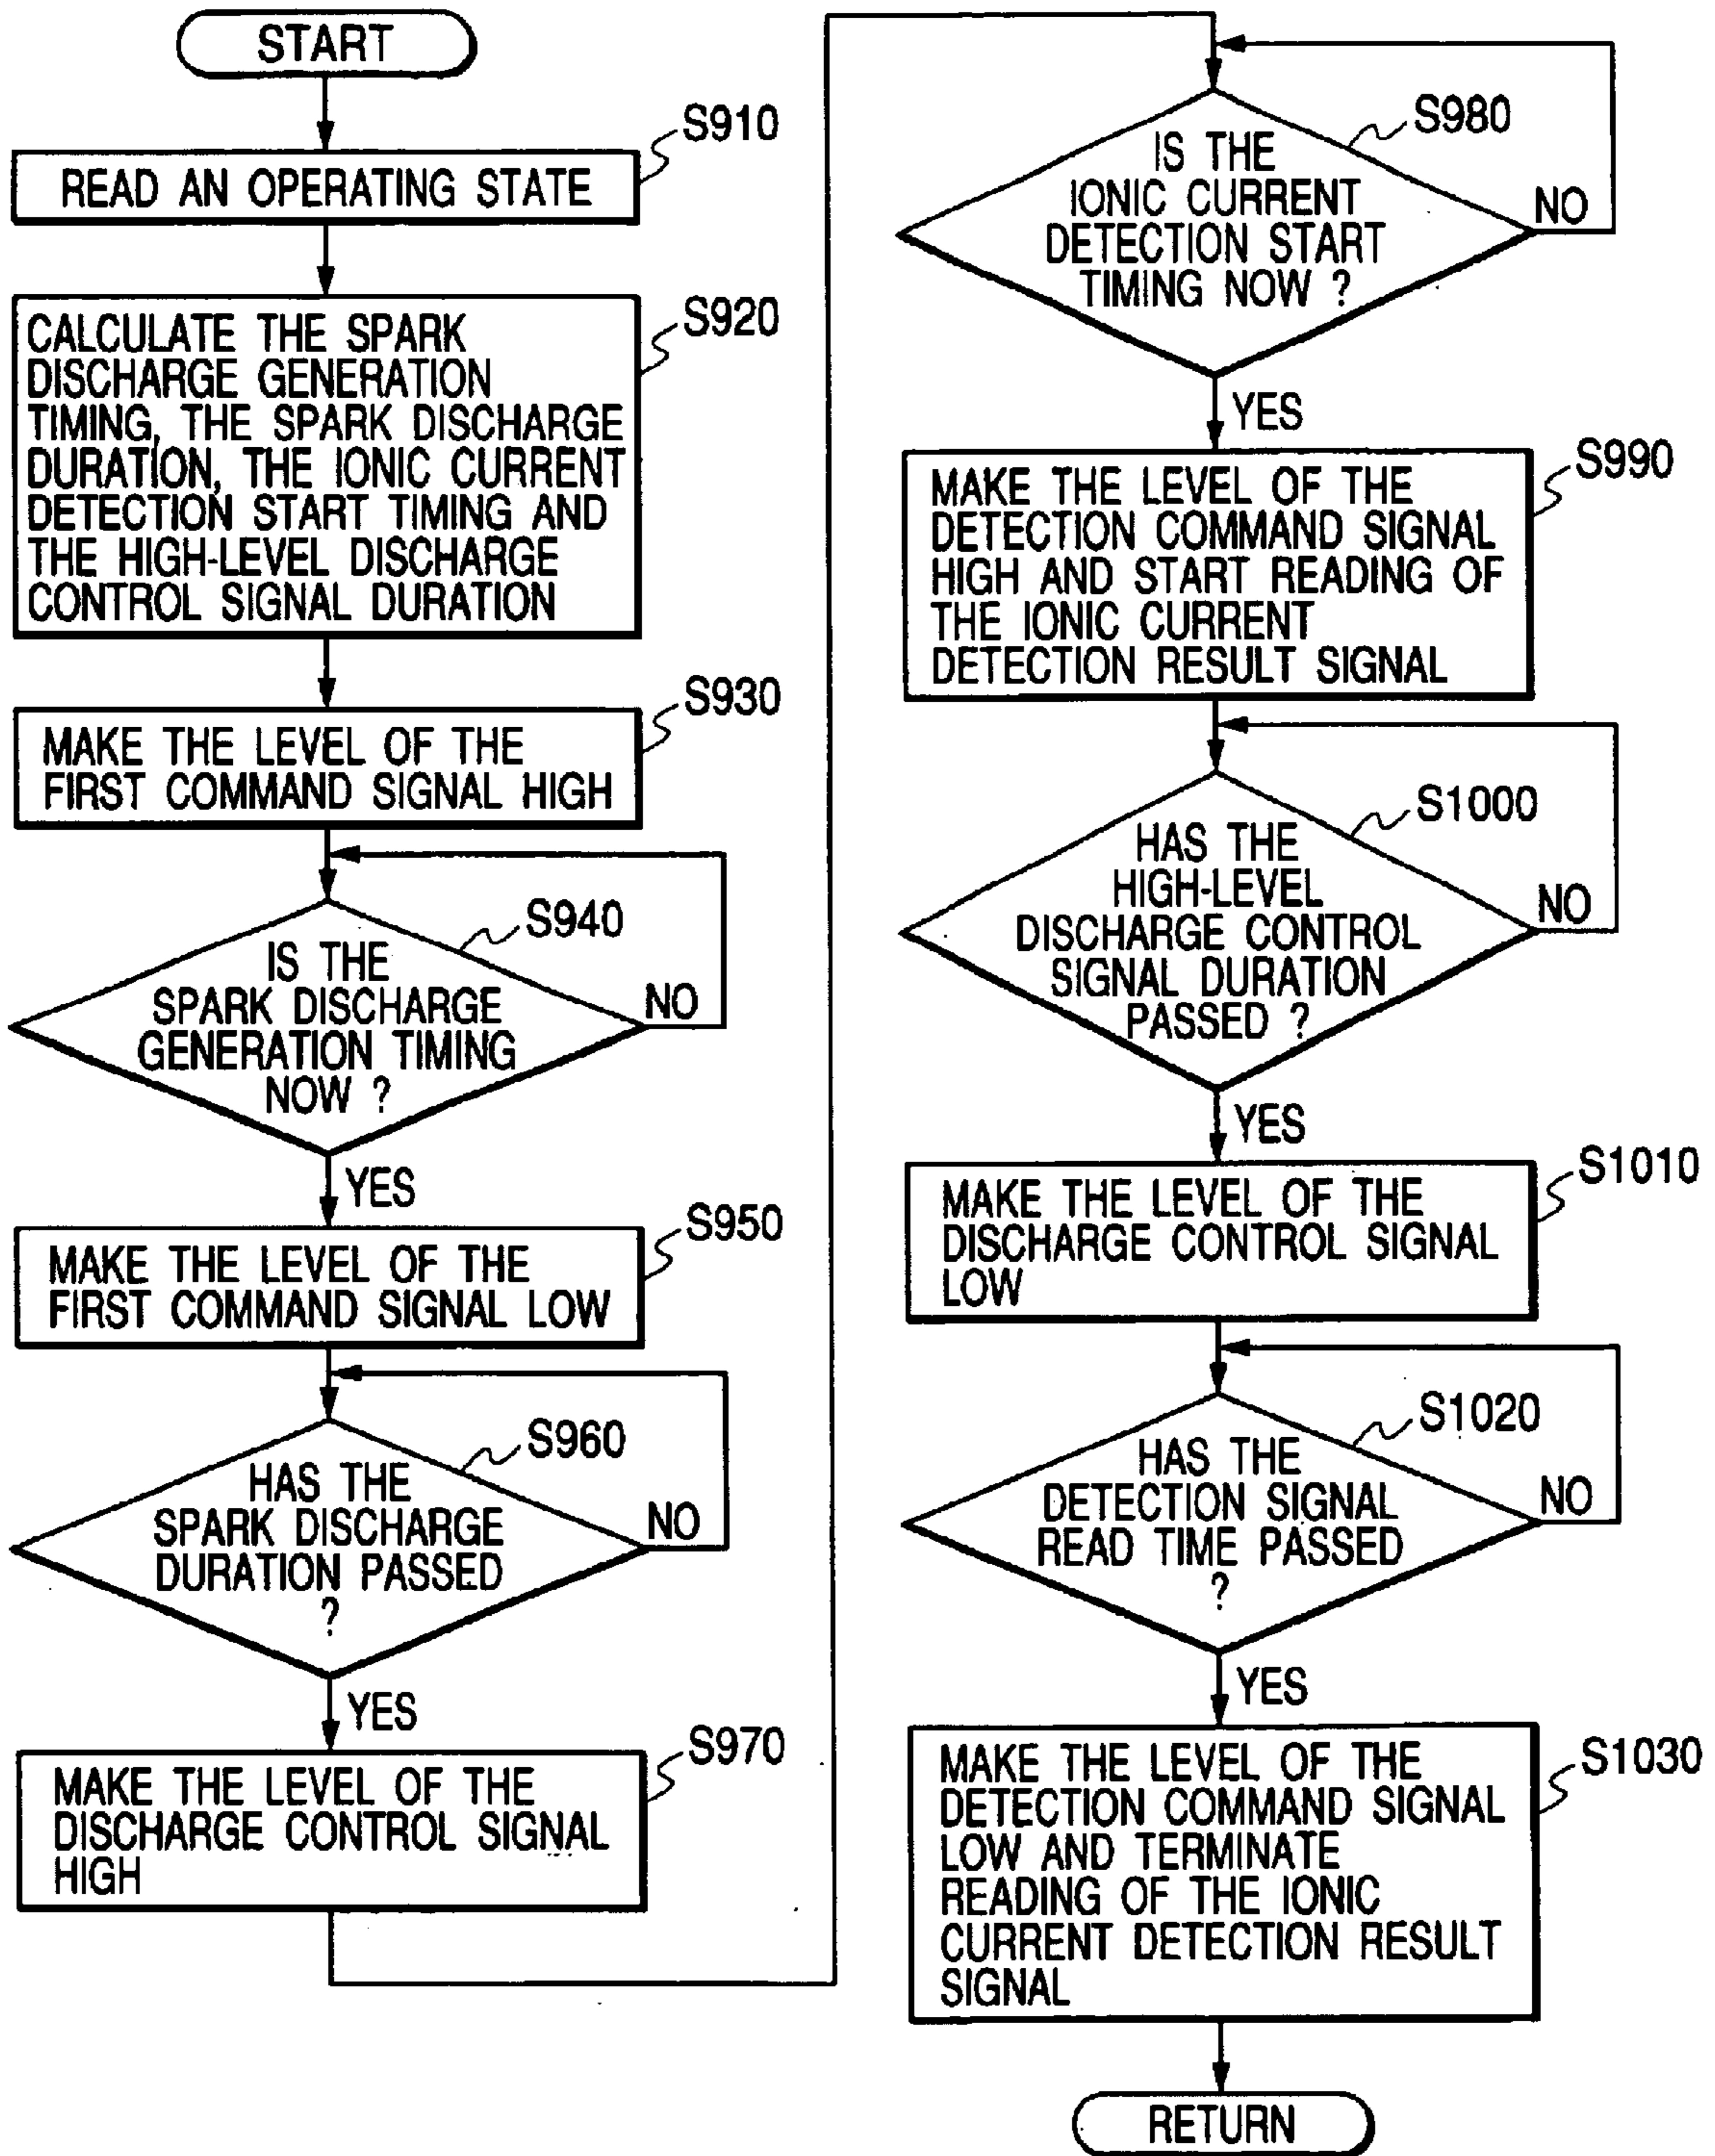 START
S910
READ AN OPERATING STATE
S920
CALCULATE THE SPARK
DISCHARGE GENERATION
TIMING, THE SPARK DISCHARGE
DURATION, THE IONIC CURRENT
DETECTION START TIMING AND
THE HIGH-LEVEL DISCHARGE
CONTROL SIGNAL DURATION
S930
MAKE THE LEVEL OF THE
FIRST COMMAND SIGNAL HIGH
S940
IS THE
SPARK DISCHARGE
GENERATION TIMING
NOW ?
NO
YES
S950
MAKE THE LEVEL OF THE
FIRST COMMAND SIGNAL LOW
S960
HAS THE
SPARK DISCHARGE
DURATION PASSED
?
NO
YES
S970
MAKE THE LEVEL OF THE
DISCHARGE CONTROL SIGNAL
HIGH
S980
IS THE
IONIC CURRENT
DETECTION START
TIMING NOW ?
NO
YES
S990
MAKE THE LEVEL OF THE
DETECTION COMMAND SIGNAL
HIGH AND START READING OF
THE IONIC CURRENT
DETECTION RESULT SIGNAL
S1000
HAS THE
HIGH-LEVEL
DISCHARGE CONTROL
SIGNAL DURATION
PASSED ?
NO
YES
S1010
MAKE THE LEVEL OF THE
DISCHARGE CONTROL SIGNAL
LOW
S1020
HAS THE
DETECTION SIGNAL
READ TIME PASSED
?
NO
YES
S1030
MAKE THE LEVEL OF THE
DETECTION COMMAND SIGNAL
LOW AND TERMINATE
READING OF THE IONIC
CURRENT DETECTION RESULT
SIGNAL
RETURN